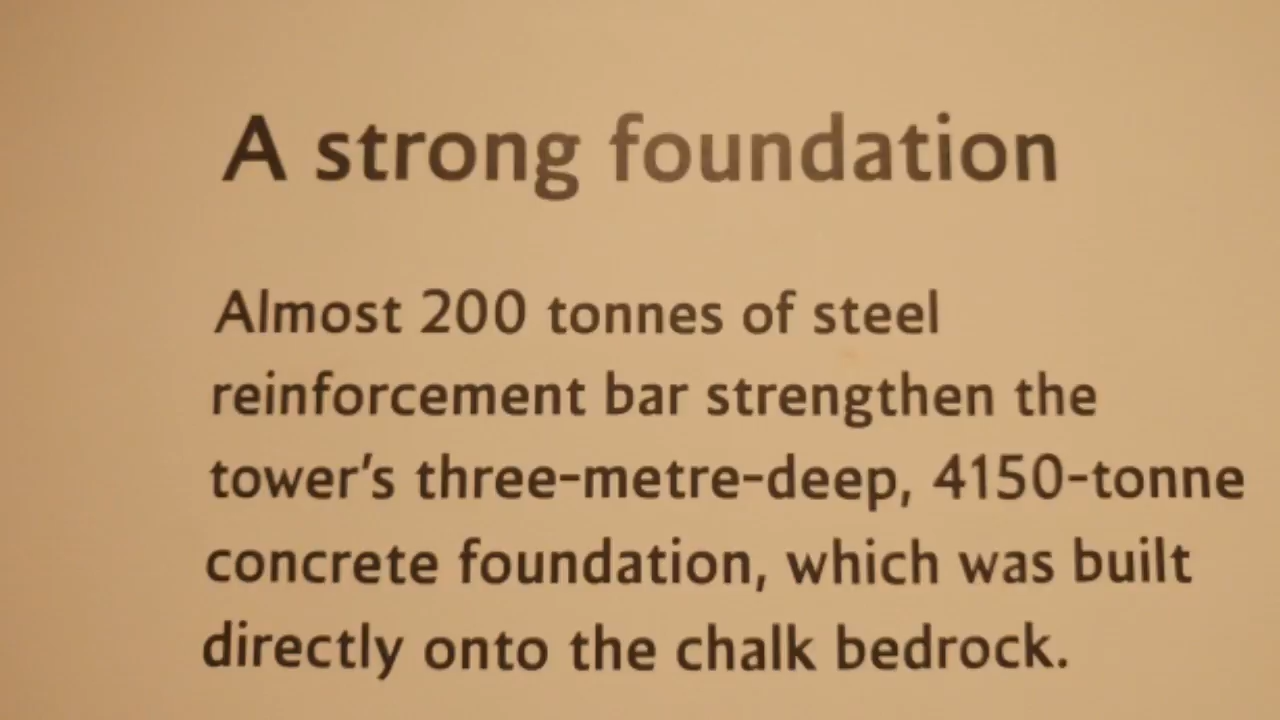 A strong foundation
Almost 200 tonnes of steel
reinforcement bar strengthen the
tower's three-metre-deep, 4150-tonne
concrete foundation, which was built
directly onto the chalk bedrock.